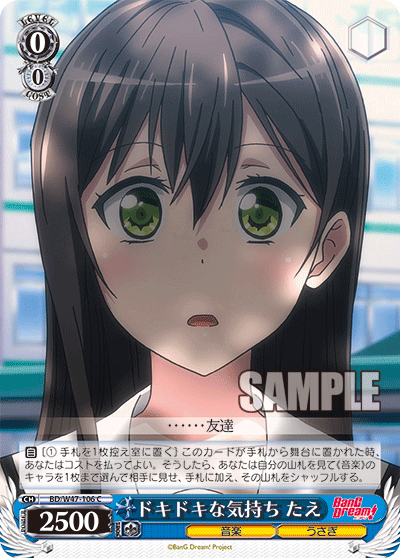 LEVEL
0
0
COST
SAMPLE
……友達
[① 手札を1枚控え室に置く] このカードが手札から舞台に置かれた時、
あなたはコストを払ってよい。そうしたら、あなたは自分の山札を見て《音楽》の
キャラを1枚まで選んで相手に見せ、手札に加え、その山札をシャッフルする。
CH BD/W47-106 C
ドキドキな気持ち たえ
BanG Dream!
2500
音楽 うさぎ
©BanG Dream! Project